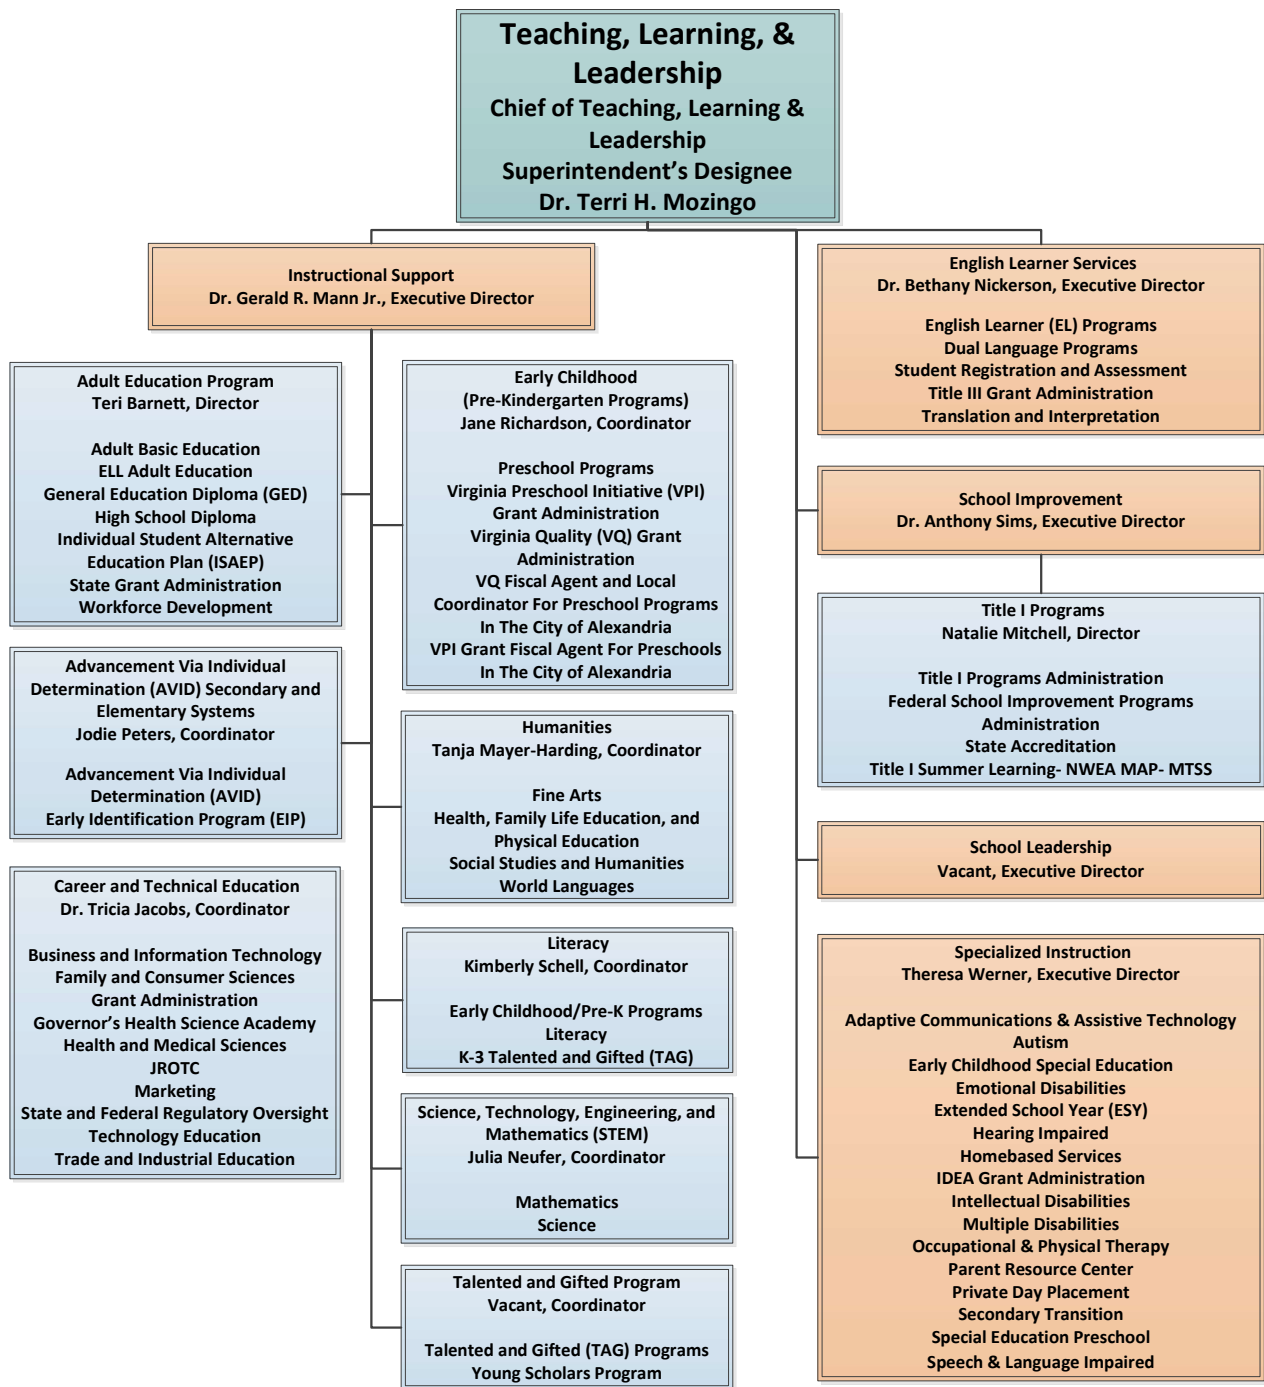 Teaching, Learning, &
Leadership
Chief of Teaching, Learning &
Leadership
Superintendent’s Designee
Dr. Terri H. Mozingo
Instructional Support
Dr. Gerald R. Mann Jr., Executive Director
Adult Education Program
Teri Barnett, Director
Adult Basic Education
ELL Adult Education
General Education Diploma (GED)
High School Diploma
Individual Student Alternative
Education Plan (ISAEP)
State Grant Administration
Workforce Development
Advancement Via Individual
Determination (AVID) Secondary and
Elementary Systems
Jodie Peters, Coordinator
Advancement Via Individual
Determination (AVID)
Early Identification Program (EIP)
Career and Technical Education
Dr. Tricia Jacobs, Coordinator
Business and Information Technology
Family and Consumer Sciences
Grant Administration
Governor’s Health Science Academy
Health and Medical Sciences
JROTC
Marketing
State and Federal Regulatory Oversight
Technology Education
Trade and Industrial Education
Early Childhood
(Pre-Kindergarten Programs)
Jane Richardson, Coordinator
Preschool Programs
Virginia Preschool Initiative (VPI)
Grant Administration
Virginia Quality (VQ) Grant
Administration
VQ Fiscal Agent and Local
Coordinator For Preschool Programs
In The City of Alexandria
VPI Grant Fiscal Agent For Preschools
In The City of Alexandria
Humanities
Tanja Mayer-Harding, Coordinator
Fine Arts
Health, Family Life Education, and
Physical Education
Social Studies and Humanities
World Languages
Literacy
Kimberly Schell, Coordinator
Early Childhood/Pre-K Programs
Literacy
K-3 Talented and Gifted (TAG)
Science, Technology, Engineering, and
Mathematics (STEM)
Julia Neufer, Coordinator
Mathematics
Science
Talented and Gifted Program
Vacant, Coordinator
Talented and Gifted (TAG) Programs
Young Scholars Program
English Learner Services
Dr. Bethany Nickerson, Executive Director
English Learner (EL) Programs
Dual Language Programs
Student Registration and Assessment
Title III Grant Administration
Translation and Interpretation
School Improvement
Dr. Anthony Sims, Executive Director
Title I Programs
Natalie Mitchell, Director
Title I Programs Administration
Federal School Improvement Programs
Administration
State Accreditation
Title I Summer Learning- NWEA MAP- MTSS
School Leadership
Vacant, Executive Director
Specialized Instruction
Theresa Werner, Executive Director
Adaptive Communications & Assistive Technology
Autism
Early Childhood Special Education
Emotional Disabilities
Extended School Year (ESY)
Hearing Impaired
Homebased Services
IDEA Grant Administration
Intellectual Disabilities
Multiple Disabilities
Occupational & Physical Therapy
Parent Resource Center
Private Day Placement
Secondary Transition
Special Education Preschool
Speech & Language Impaired